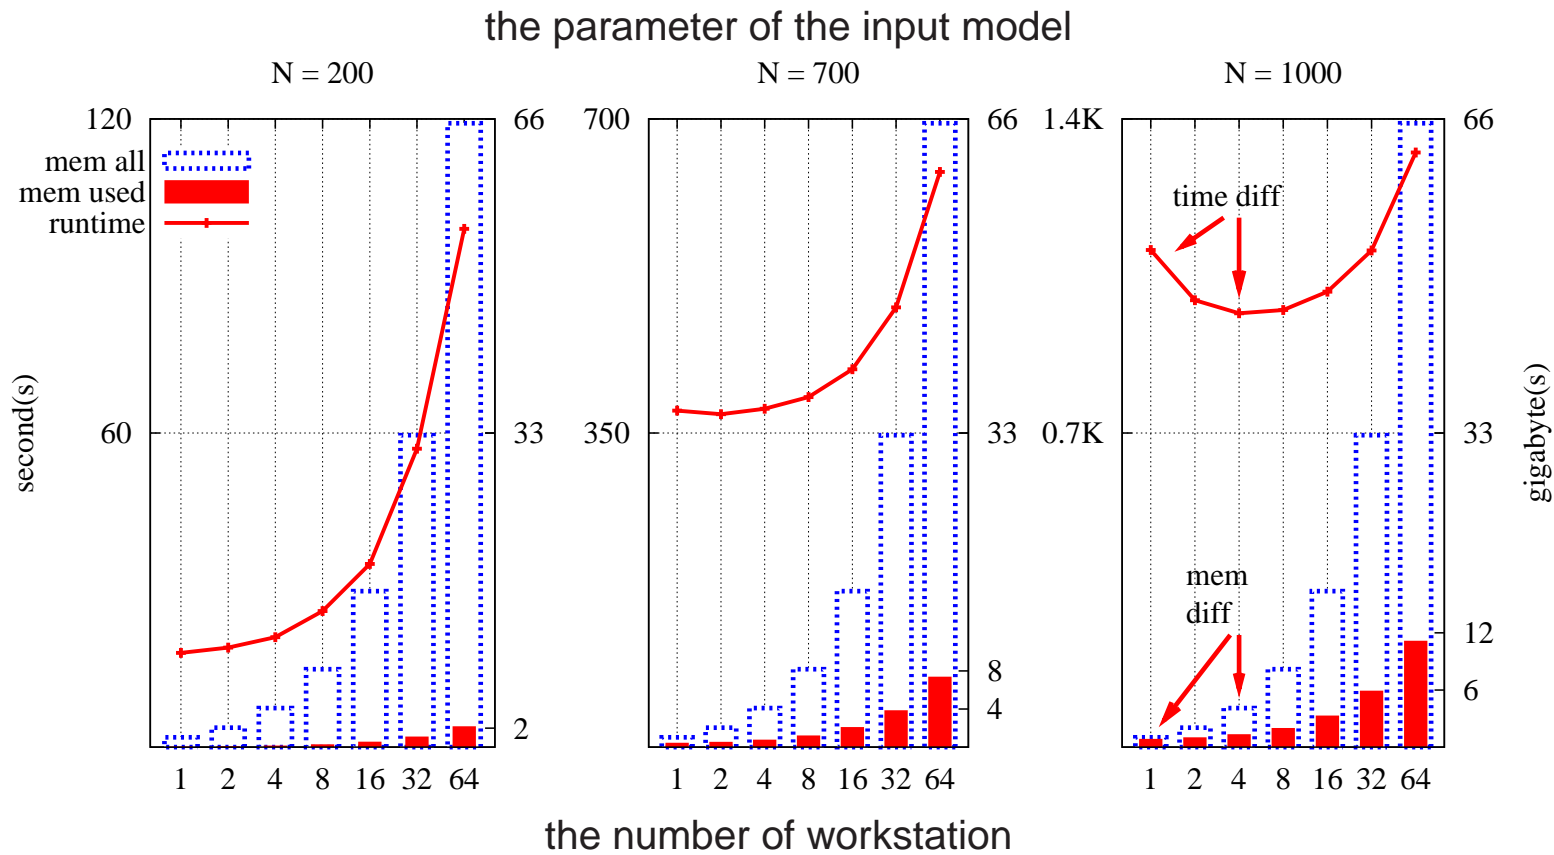 the parameter of the input model
N = 200
N = 700
N = 1000
120
60
66
33
2
mem all
mem used
runtime
second(s)
1 2 4 8 16 32 64
700
350
66
33
8
4
1 2 4 8 16 32 64
1.4K
0.7K
66
33
12
6
time diff
mem
diff
gigabyte(s)
1 2 4 8 16 32 64
the number of workstation